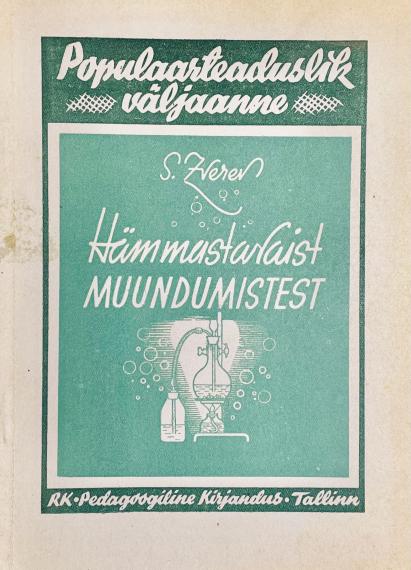 Populaarteaduslik
väljaanne
S. Zverev
Hämmastavaist
MUUNDUMISTEST
RK • Pedagoogiline Kirjandus • Tallinn